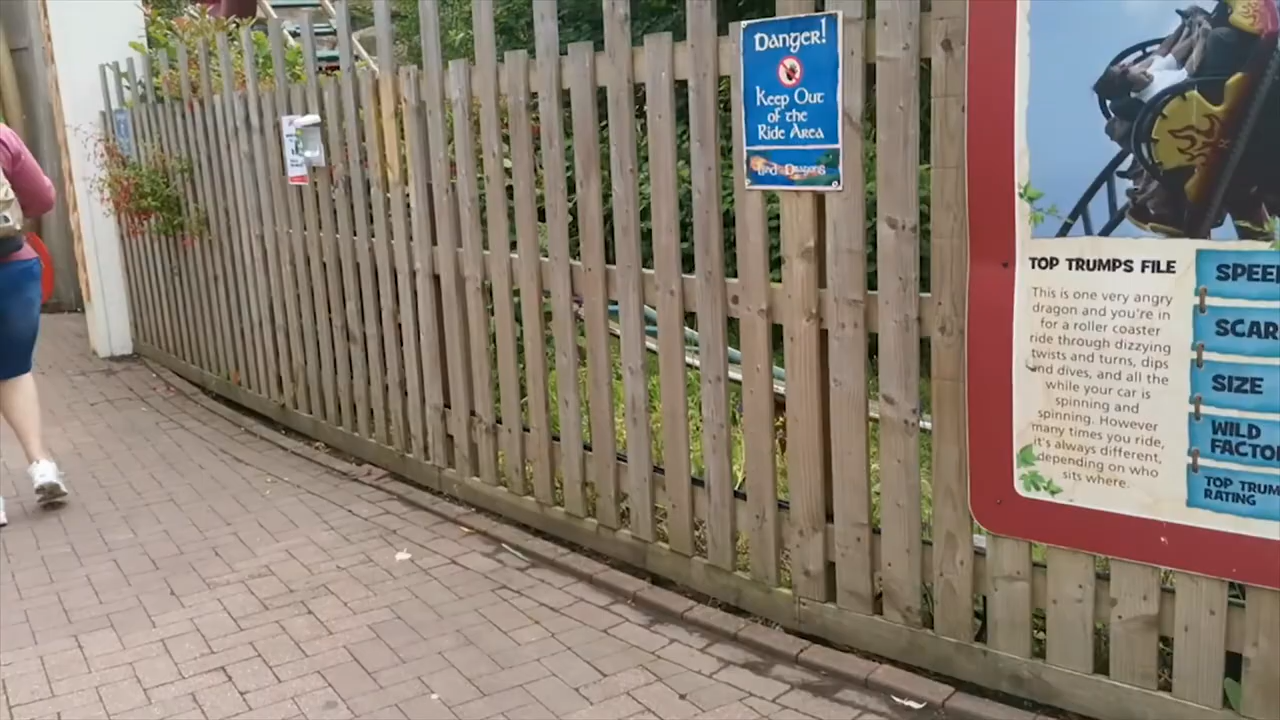 Danger!
Keep Out
of the
Ride Area
Land of Dragons
TOP TRUMPS FILE
This is one very angry
dragon and you're in
for a roller coaster
ride through dizzying
twists and turns, dips
and dives, and all the
while your car is
spinning and
spinning. However
many times you ride,
it's always different,
depending on who
sits where.
SPEE
SCAR
SIZE
WILD
FACTO
TOP TRUM
RATING